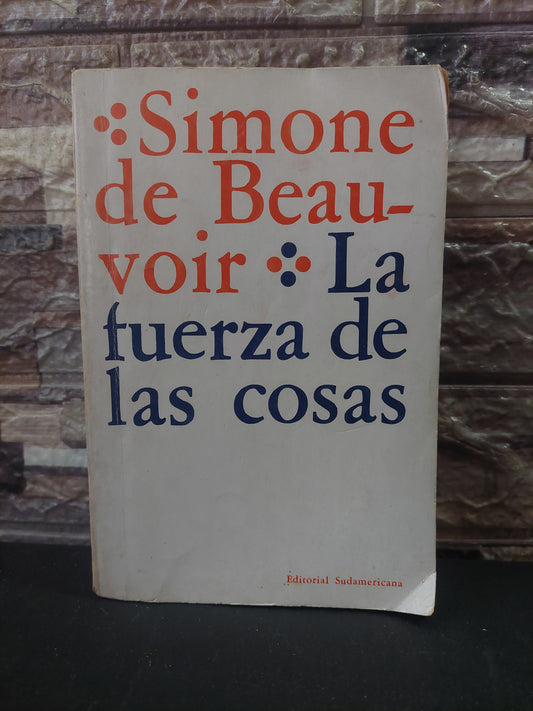 Simone
de Beau-
voir La
fuerza de
las cosas
Editorial Sudamericana